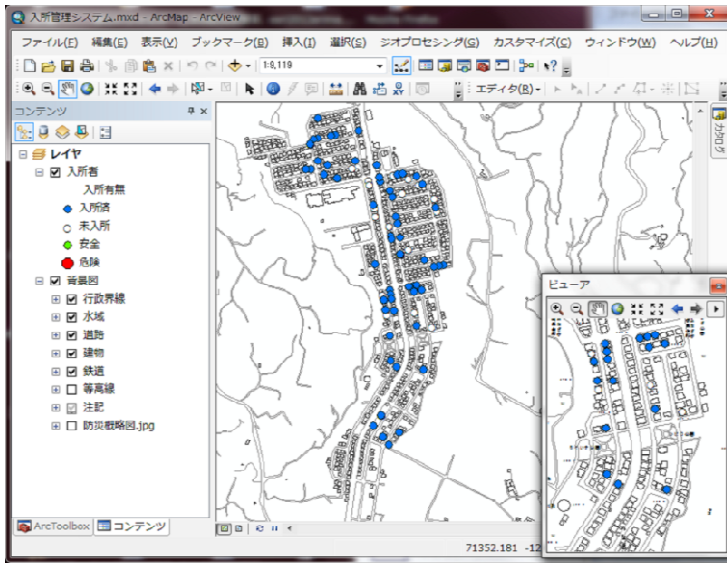 入所管理システム.mxd - ArcMap - ArcView
ファイル(F) 編集(E) 表示(V) ブックマーク(B) 挿入(I) 選択(S) ジオプロセシング(G) カスタマイズ(C) ウィンドウ(W) ヘルプ(H)
1:9,119
エディタ(R)
コンテンツ
レイヤ
入所者
入所有無
入所済
未入所
安全
危険
背景図
行政界線
水域
道路
建物
鉄道
等高線
注記
防災戦略図.jpg
カタログ
ビューア
ArcToolbox コンテンツ
71352.181 -12